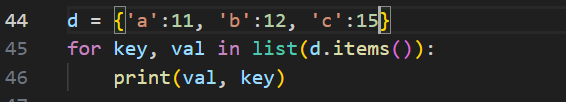 44 d = {'a':11, 'b':12, 'c':15}
45 for key, val in list(d.items()):
46     print(val, key)